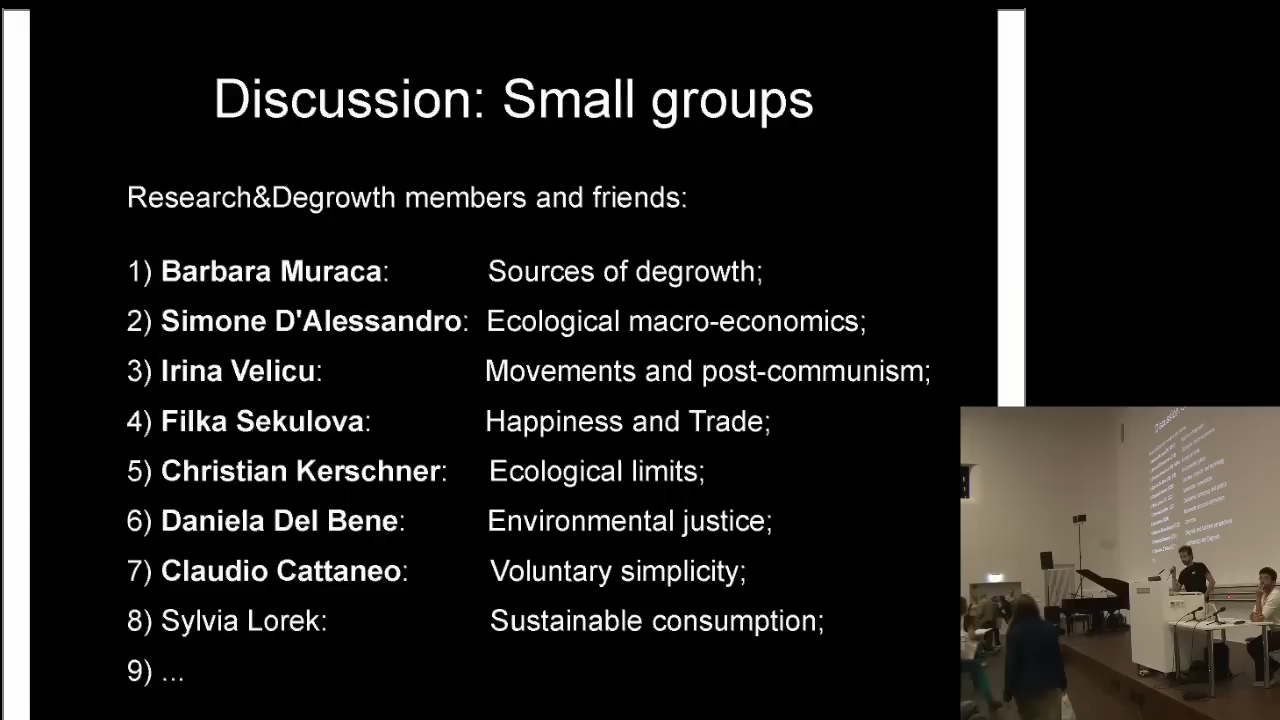 Discussion: Small groups
Research&Degrowth members and friends:
1) Barbara Muraca: Sources of degrowth;
2) Simone D'Alessandro: Ecological macro-economics;
3) Irina Velicu: Movements and post-communism;
4) Filka Sekulova: Happiness and Trade;
5) Christian Kerschner: Ecological limits;
6) Daniela Del Bene: Environmental justice;
7) Claudio Cattaneo: Voluntary simplicity;
8) Sylvia Lorek: Sustainable consumption;
9) ...